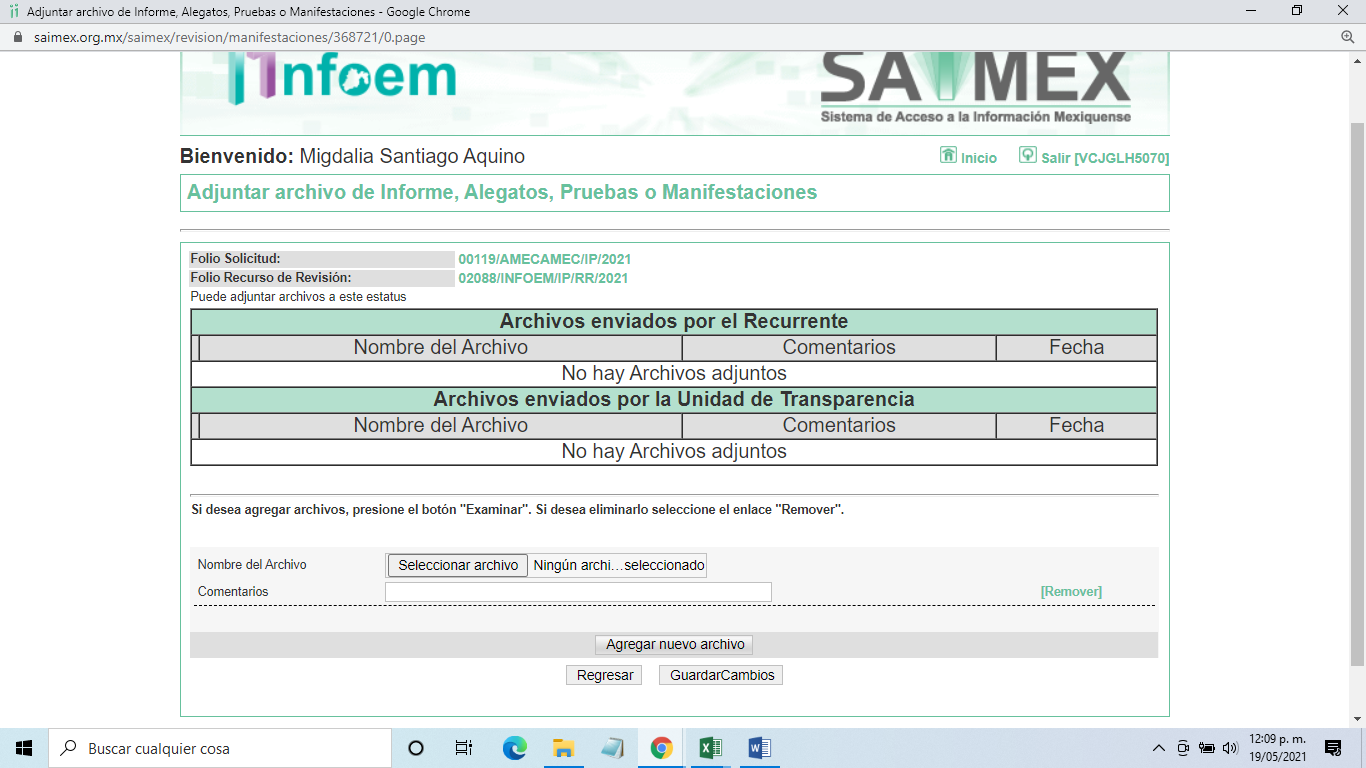 Adjuntar archivo de Informe, Alegatos, Pruebas o Manifestaciones - Google Chrome
saimex.org.mx/saimex/revision/manifestaciones/368721/0.page
infoem
SAIMEX
Sistema de Acceso a la Información Mexiquense
Bienvenido: Migdalia Santiago Aquino
Inicio Salir [VCJGLH5070]
Adjuntar archivo de Informe, Alegatos, Pruebas o Manifestaciones
Folio Solicitud: 00119/AMECAMEC/IP/2021
Folio Recurso de Revisión: 02088/INFOEM/IP/RR/2021
Puede adjuntar archivos a este estatus
Archivos enviados por el Recurrente
Nombre del Archivo Comentarios Fecha
No hay Archivos adjuntos
Archivos enviados por la Unidad de Transparencia
Nombre del Archivo Comentarios Fecha
No hay Archivos adjuntos
Si desea agregar archivos, presione el botón "Examinar". Si desea eliminarlo seleccione el enlace "Remover".
Nombre del Archivo Seleccionar archivo Ningún archi...seleccionado
Comentarios [Remover]
Agregar nuevo archivo
Regresar GuardarCambios
Buscar cualquier cosa
12:09 p. m.
19/05/2021